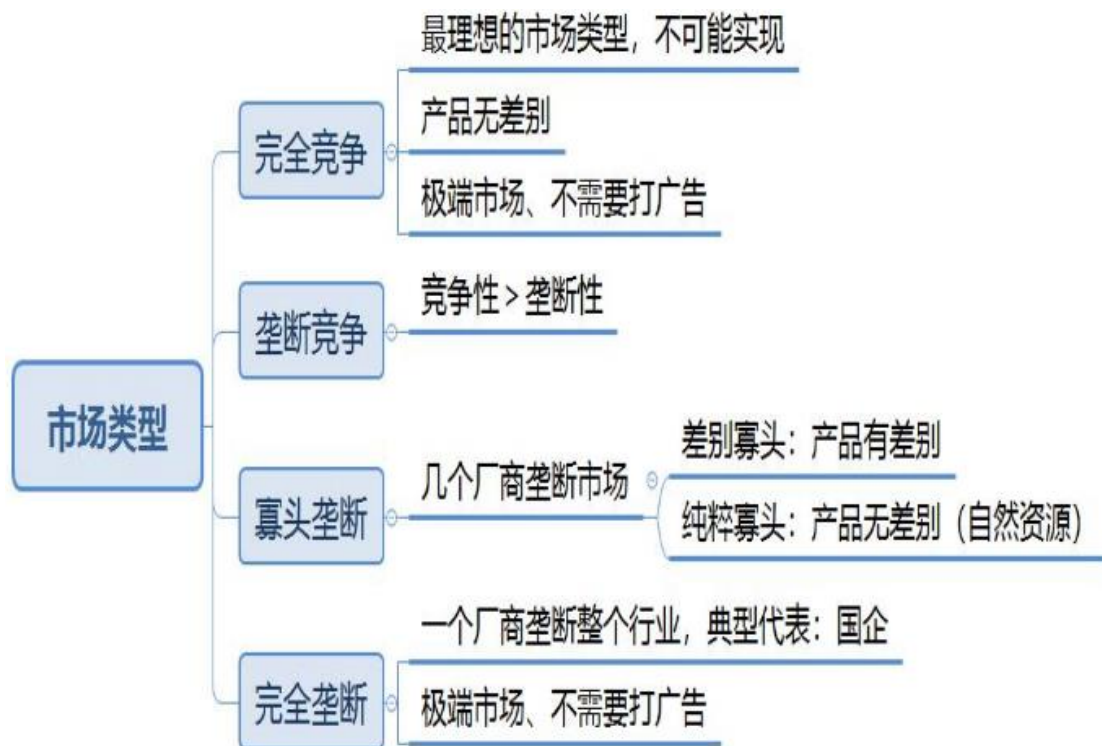 市场类型
完全竞争
最理想的市场类型，不可能实现
产品无差别
极端市场、不需要打广告
垄断竞争
竞争性 > 垄断性
寡头垄断
几个厂商垄断市场
差别寡头：产品有差别
纯粹寡头：产品无差别（自然资源）
完全垄断
一个厂商垄断整个行业，典型代表：国企
极端市场、不需要打广告